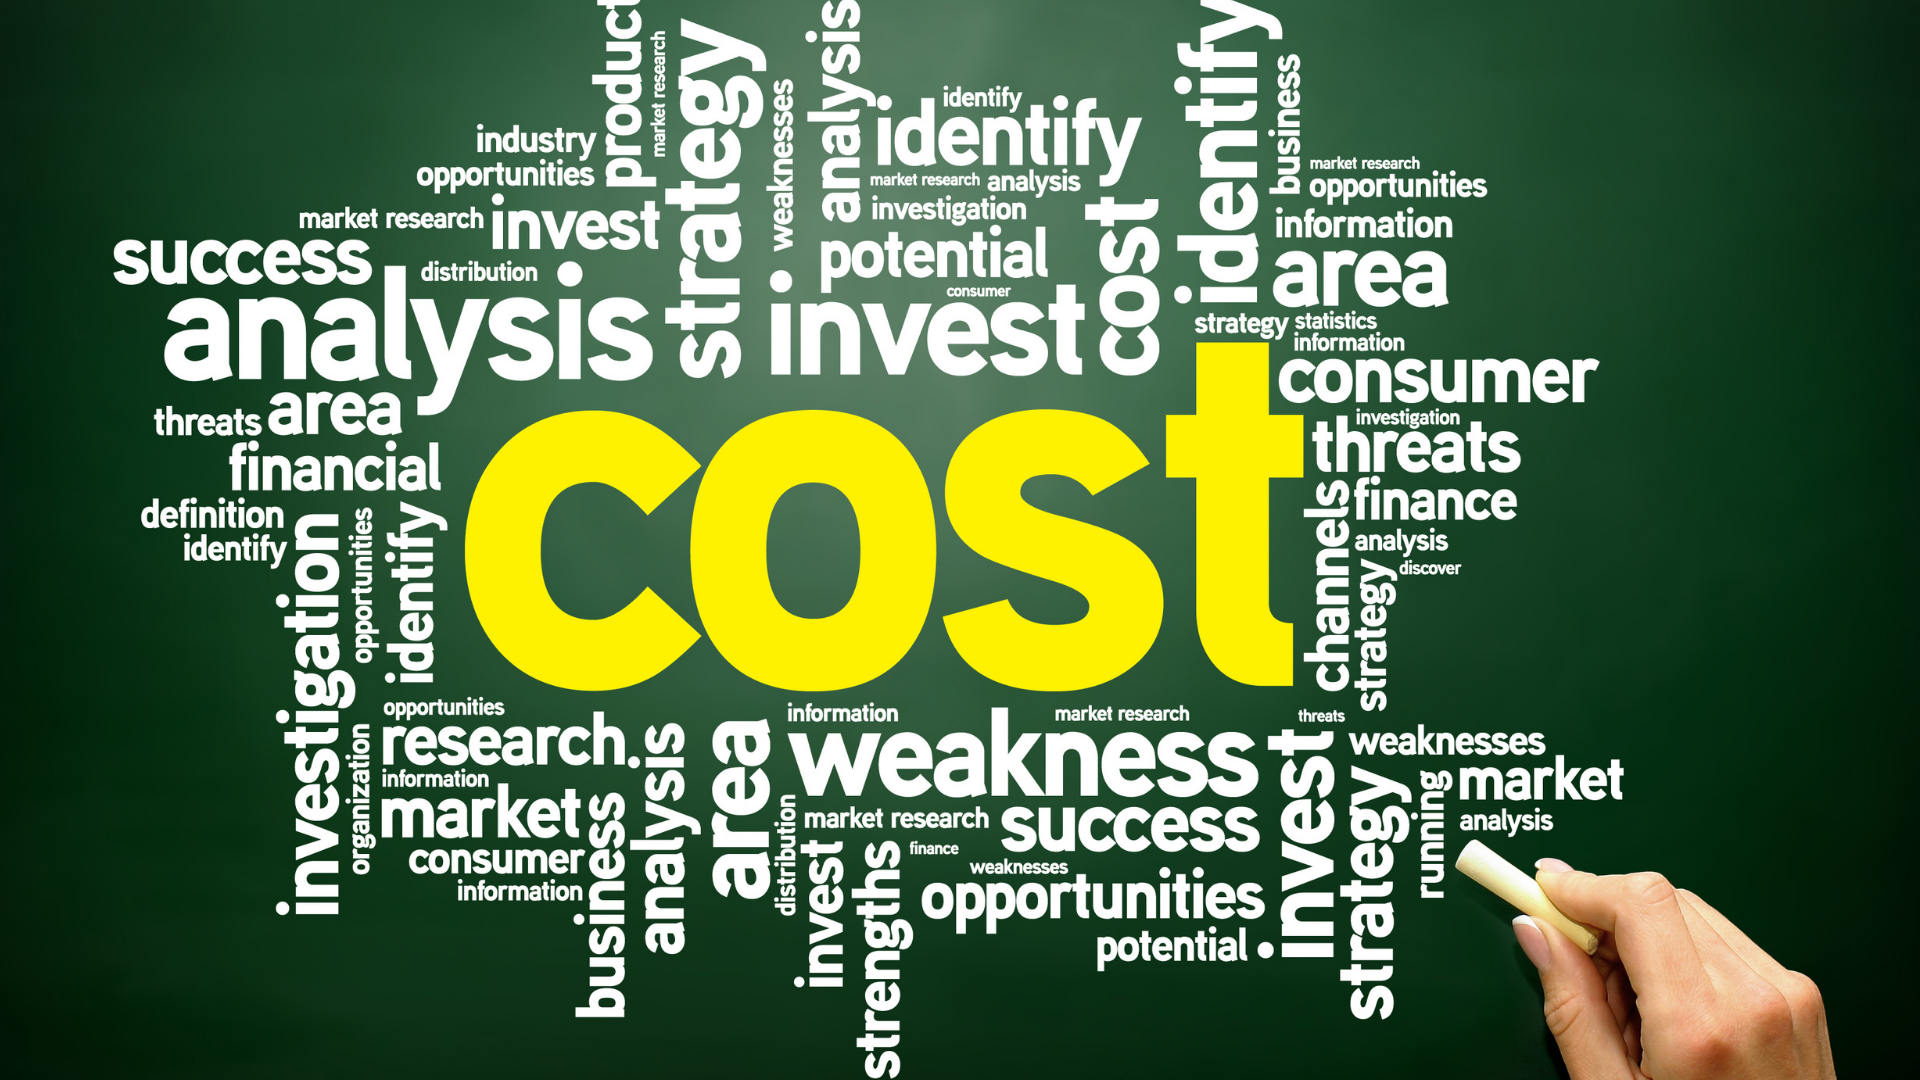 product
market research
strategy
analysis
identify
identify
identify
business
industry
weaknesses
opportunities
market research
analysis
market research
opportunities
market research
invest
investigation
cost
information
success
distribution
potential
area
analysis
consumer
invest
strategy
statistics
information
consumer
threats
area
cost
investigation
threats
financial
channels
finance
definition
identify
investigation
opportunities
identify
analysis
discover
strategy
opportunities
information
market research
threats
research
organization
analysis
area
weakness
invest
weaknesses
information
strategy
running
market
market
business
distribution
market research
success
analysis
consumer
invest
strengths
finance
weaknesses
information
opportunities
potential